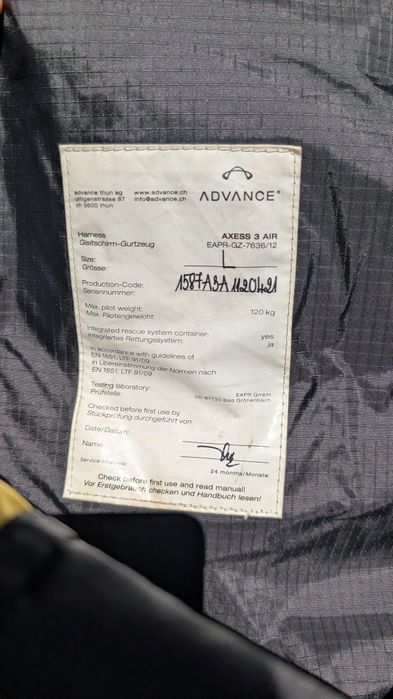 ADVANCE
advance thun ag www.advance.ch
uttigenstrasse 87 info@advance.ch
ch 3600 thun
Harness AXESS 3 AIR
Gleitschirm-Gurtzeug EAPR-GZ-7636/12
Size: L
Grösse:
Production-Code: 1587A3A1120421
Seriennummer:
Max. pilot weight: 120 kg
Max. Pilotengewicht:
Integrated rescue system container: yes
Integriertes Rettungssystem: ja
In accordance with guidelines of
EN 1651, LTF 91/09
in Übereinstimmung der Normen nach
EN 1651, LTF 91/09
Testing laboratory: EAPR GmbH
Prüfstelle: DE-87730 Bad Grönenbach
Checked before first use by
Stückprüfung durchgeführt von
Date/Datum:
Name
Service intervals 24 months/Monate
Check before first use and read manual!
Vor Erstgebrauch checken und Handbuch lesen!